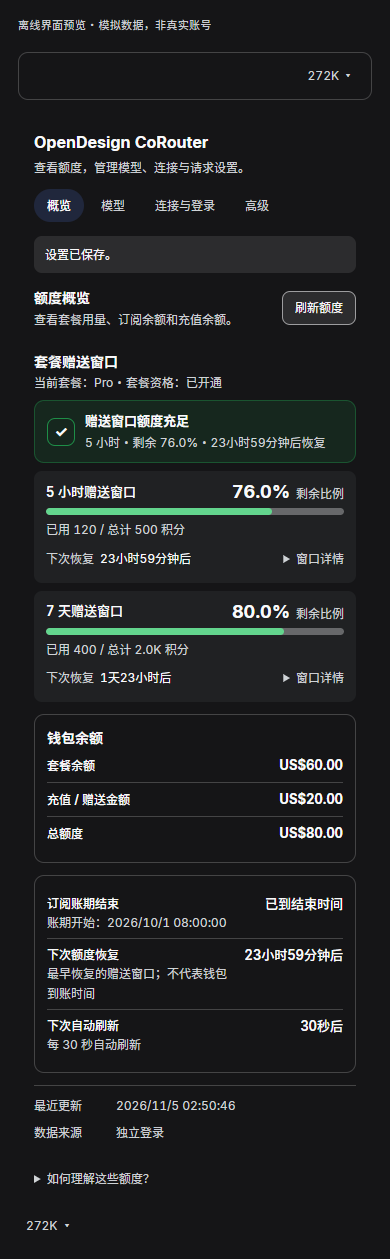 离线界面预览 · 模拟数据，非真实账号
272K
OpenDesign CoRouter
查看额度，管理模型、连接与请求设置。
概览 模型 连接与登录 高级
设置已保存。
额度概览
查看套餐用量、订阅余额和充值余额。
刷新额度
套餐赠送窗口
当前套餐：Pro · 套餐资格：已开通
赠送窗口额度充足
5 小时 · 剩余 76.0% · 23小时59分钟后恢复
5 小时赠送窗口 76.0% 剩余比例
已用 120 / 总计 500 积分
下次恢复 23小时59分钟后 窗口详情
7 天赠送窗口 80.0% 剩余比例
已用 400 / 总计 2.0K 积分
下次恢复 1天23小时后 窗口详情
钱包余额
套餐余额 US$60.00
充值 / 赠送金额 US$20.00
总额度 US$80.00
订阅账期结束 已到结束时间
账期开始：2026/10/1 08:00:00
下次额度恢复 23小时59分钟后
最早恢复的赠送窗口；不代表钱包
到账时间
下次自动刷新 30秒后
每 30 秒自动刷新
最近更新 2026/11/5 02:50:46
数据来源 独立登录
如何理解这些额度？
272K